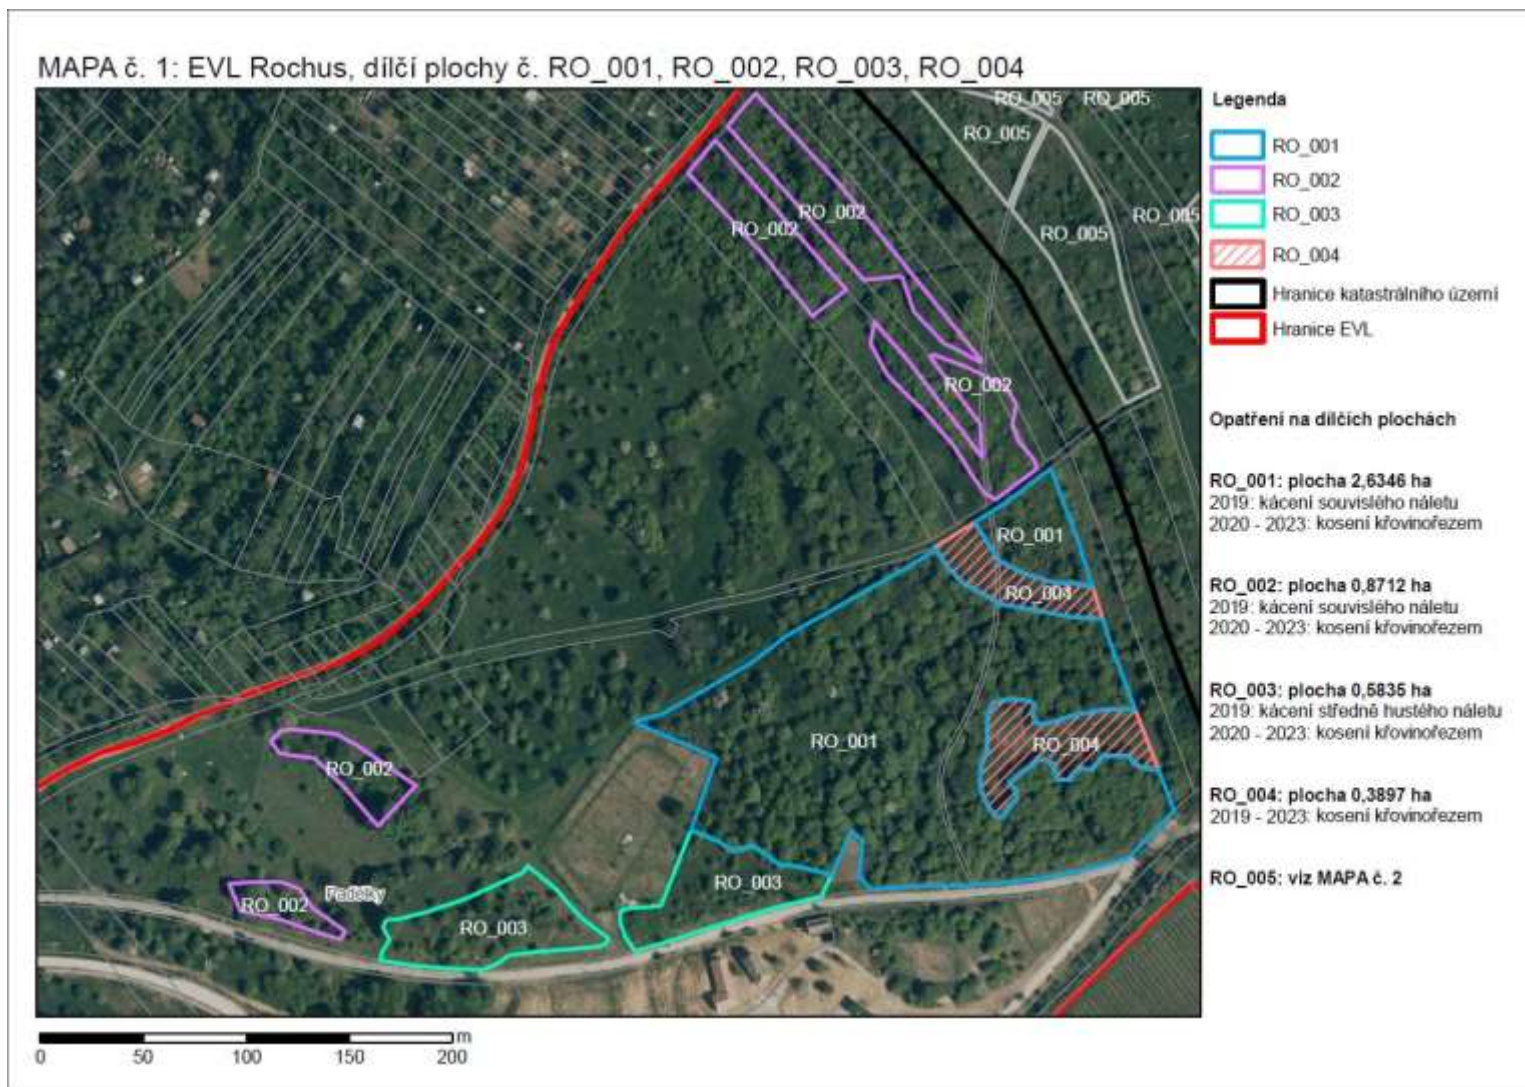 MAPA č. 1: EVL Rochus, dílčí plochy č. RO_001, RO_002, RO_003, RO_004
RO_005
RO_005
RO_005
RO_005
RO_005
RO_002
RO_002
RO_002
RO_001
RO_004
RO_001
RO_004
RO_002
RO_003
RO_002
Padělky
RO_003
0 50 100 150 200 m
Legenda
RO_001
RO_002
RO_003
RO_004
Hranice katastrálního území
Hranice EVL
Opatření na dílčích plochách
RO_001: plocha 2,6346 ha
2019: kácení souvislého náletu
2020 - 2023: kosení křovinořezem
RO_002: plocha 0,8712 ha
2019: kácení souvislého náletu
2020 - 2023: kosení křovinořezem
RO_003: plocha 0,5835 ha
2019: kácení středně hustého náletu
2020 - 2023: kosení křovinořezem
RO_004: plocha 0,3897 ha
2019 - 2023: kosení křovinořezem
RO_005: viz MAPA č. 2